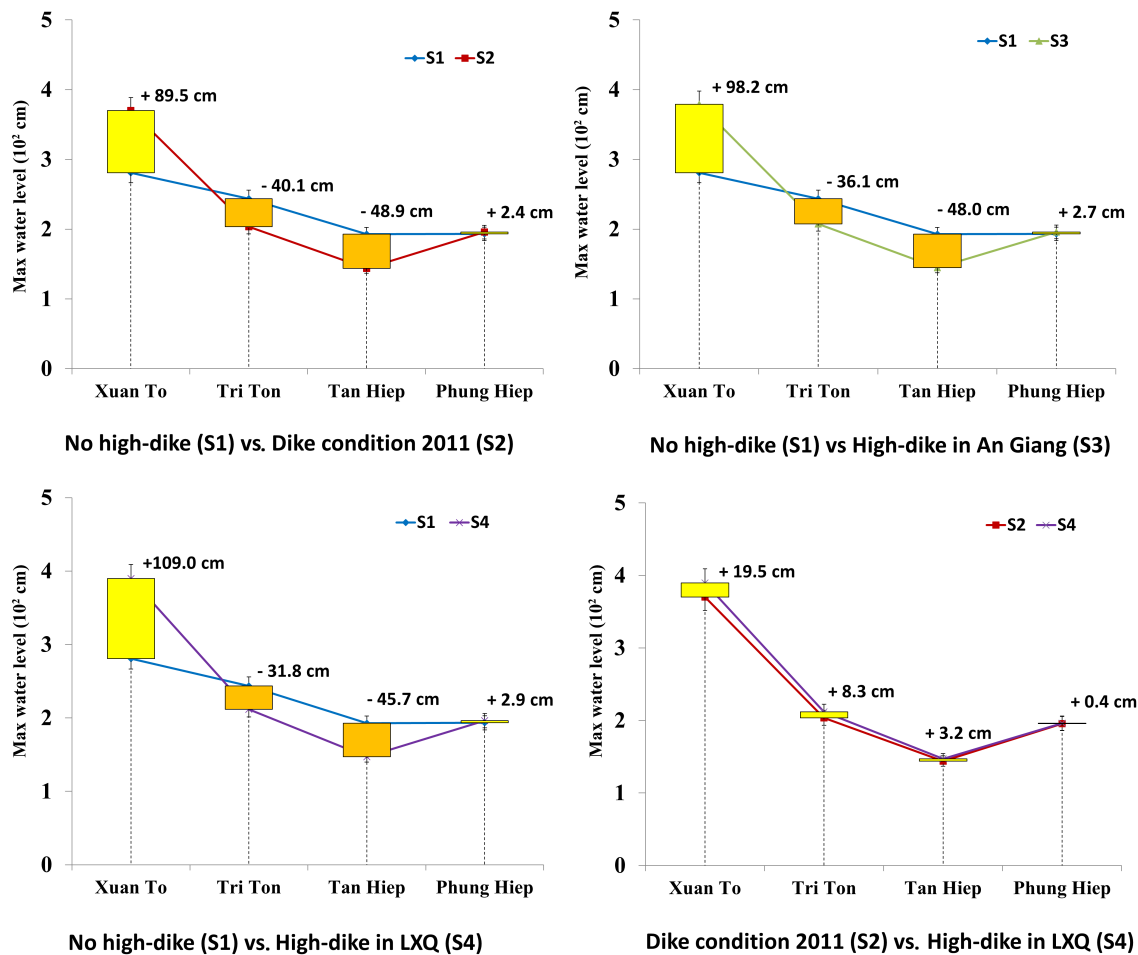 5
4
3
2
1
0
Max water level (10² cm)
S1 S2
+ 89.5 cm
- 40.1 cm
- 48.9 cm
+ 2.4 cm
Xuan To Tri Ton Tan Hiep Phung Hiep
No high-dike (S1) vs. Dike condition 2011 (S2)
5
4
3
2
1
0
Max water level (10² cm)
S1 S3
+ 98.2 cm
- 36.1 cm
- 48.0 cm
+ 2.7 cm
Xuan To Tri Ton Tan Hiep Phung Hiep
No high-dike (S1) vs High-dike in An Giang (S3)
5
4
3
2
1
0
Max water level (10² cm)
S1 S4
+109.0 cm
- 31.8 cm
- 45.7 cm
+ 2.9 cm
Xuan To Tri Ton Tan Hiep Phung Hiep
No high-dike (S1) vs. High-dike in LXQ (S4)
5
4
3
2
1
0
Max water level (10² cm)
S2 S4
+ 19.5 cm
+ 8.3 cm
+ 3.2 cm
+ 0.4 cm
Xuan To Tri Ton Tan Hiep Phung Hiep
Dike condition 2011 (S2) vs. High-dike in LXQ (S4)